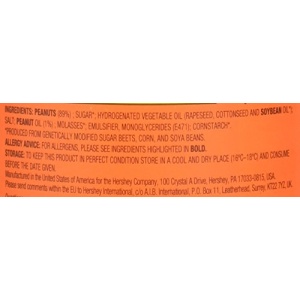 INGREDIENTS: PEANUTS (89%), SUGAR*, HYDROGENATED VEGETABLE OIL (RAPESEED, COTTONSEED AND SOYBEAN OIL*),
SALT, PEANUT OIL (1%), MOLASSES*, EMULSIFIER, MONOGLYCERIDES (E471), CORNSTARCH*.
*PRODUCED FROM GENETICALLY MODIFIED SUGAR BEETS, CORN, AND SOYA BEANS.
ALLERGY ADVICE: FOR ALLERGENS, PLEASE SEE INGREDIENTS HIGHLIGHTED IN BOLD.
STORAGE: TO KEEP THIS PRODUCT IN PERFECT CONDITION STORE IN A COOL AND DRY PLACE (16°C-18°C) AND CONSUME
BEFORE THE DATE GIVEN.
Manufactured in the United States of America for the Hershey Company, 100 Crystal A Drive, Hershey, PA 17033-0815, USA.
Please send comments within the EU to Hershey International, c/o A.I.B. International, P.O. Box 11, Leatherhead, Surrey, KT22 7YZ, UK.